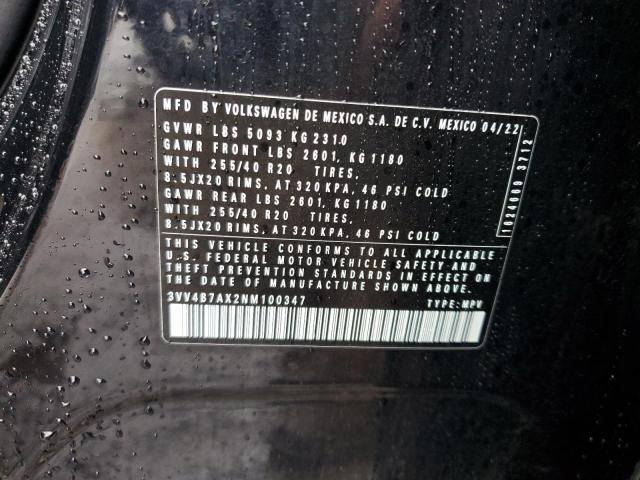 MFD BY VOLKSWAGEN DE MEXICO S.A. DE C.V. MEXICO 04/22
GVWR LBS 5093 KG 2310
GAWR FRONT LBS 2601, KG 1180
WITH 255/40 R20 TIRES,
8.5JX20 RIMS, AT 320KPA, 46 PSI COLD
GAWR REAR LBS 2601, KG 1180
WITH 255/40 R20 TIRES,
8.5JX20 RIMS, AT 320KPA, 46 PSI COLD
THIS VEHICLE CONFORMS TO ALL APPLICABLE
U.S. FEDERAL MOTOR VEHICLE SAFETY AND
THEFT PREVENTION STANDARDS IN EFFECT ON
THE DATE OF MANUFACTURE SHOWN ABOVE.
3VV4B7AX2NM100347 TYPE: MPV
1624009 3712